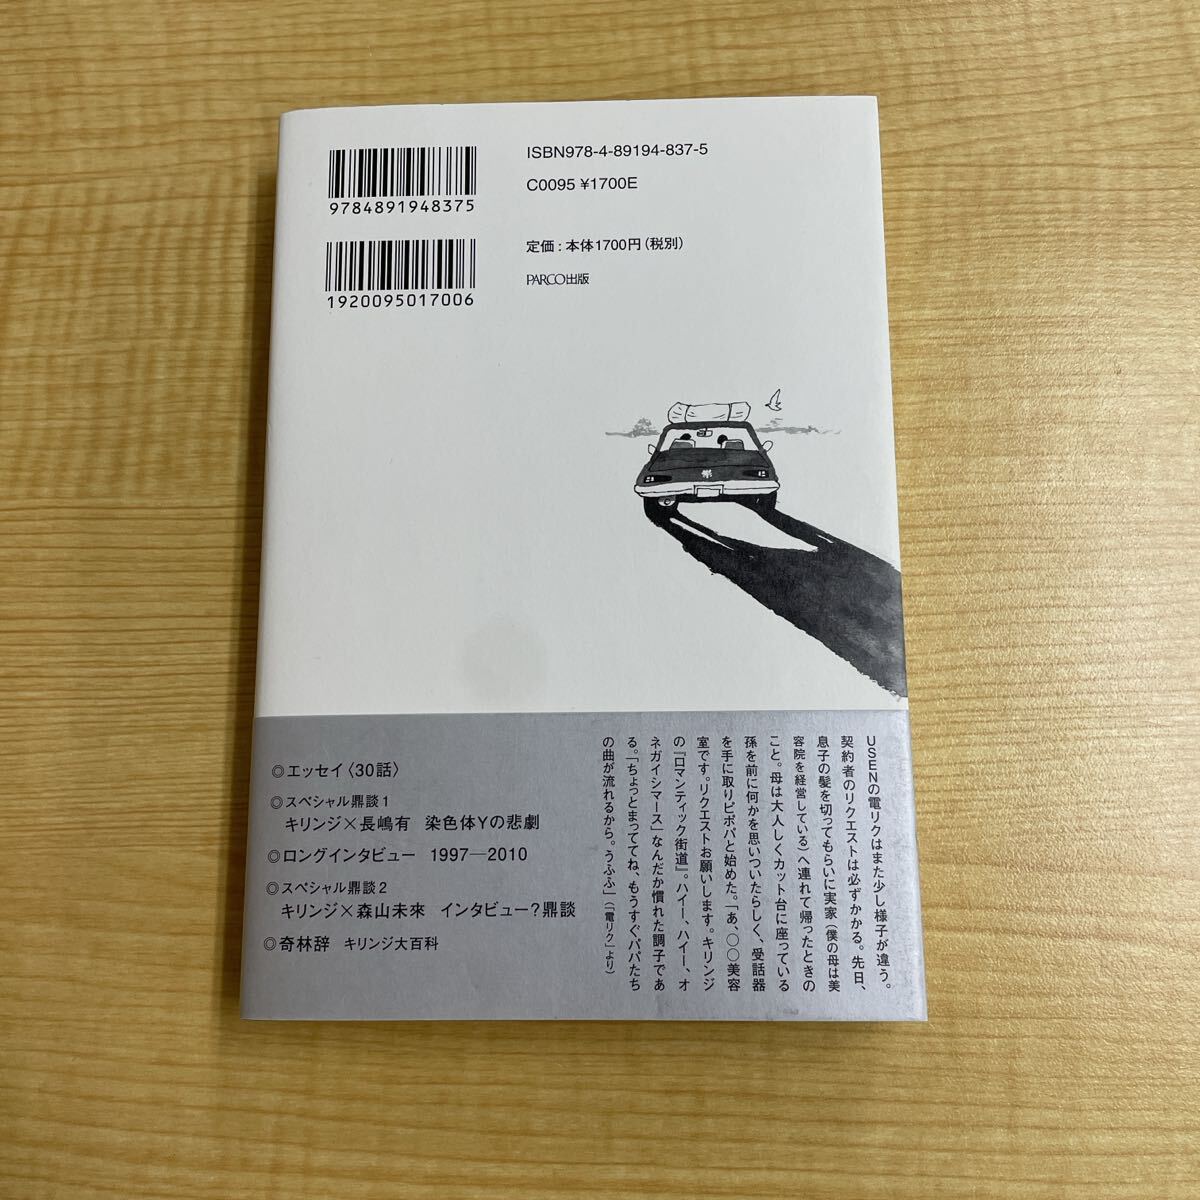 ISBN978-4-89194-837-5
C0095 ¥1700E
9784891948375
定価：本体1700円（税別）
PARCO出版
1920095017006
◎エッセイ〈30話〉
◎スペシャル鼎談1
キリンジ×長嶋有 染色体Yの悲劇
◎ロングインタビュー 1997—2010
◎スペシャル鼎談2
キリンジ×森山未來 インタビュー？鼎談
◎奇林辞 キリンジ大百科
USENの電リクはまた少し様子が違う。
契約者のリクエストは必ずかかる。先日、
息子の髪を切ってもらいに実家（僕の母は美
容院を経営している）へ連れて帰ったときの
こと。母は大人しくカット台に座っている
孫を前に何かを思いついたらしく、受話器
を手に取りピポパと始めた。「あ、〇〇美容
室です。リクエストお願いします。キリンジ
の『ロマンティック街道』。ハイー、ハイー、オ
ネガイシマース」なんだか慣れた調子であ
る。「ちょっとまっててね、もうすぐパパたち
の曲が流れるから。うふふ」（「電リク」より）